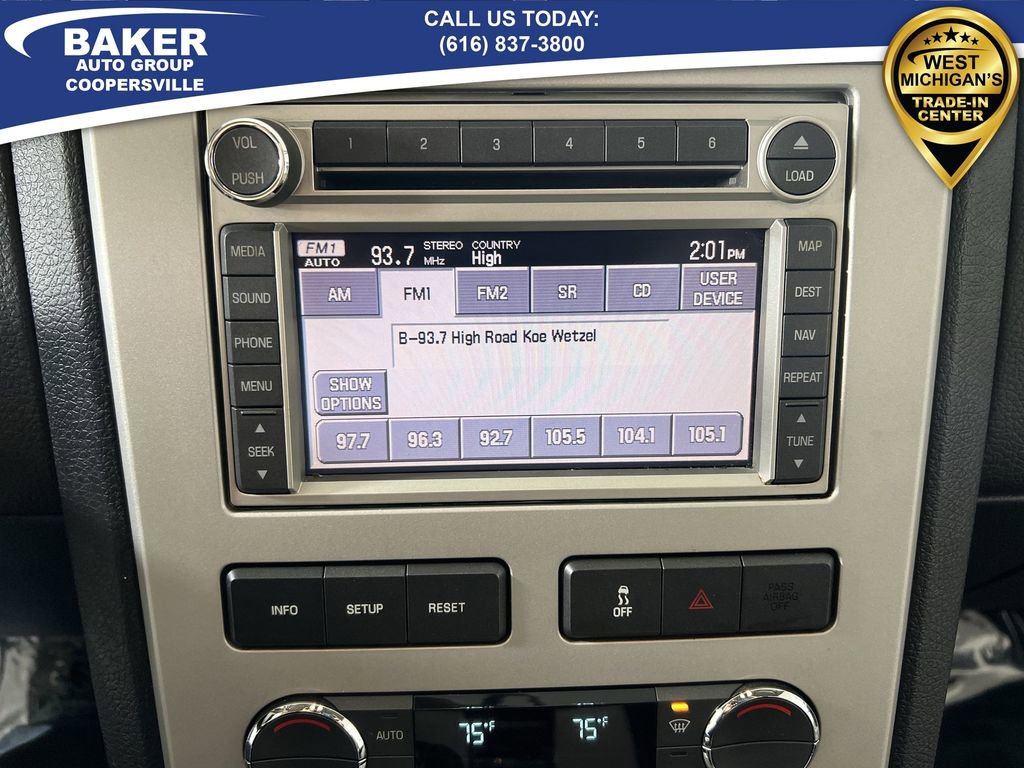 BAKER
AUTO GROUP
COOPERSVILLE
CALL US TODAY:
(616) 837-3800
WEST
MICHIGAN'S
TRADE-IN
CENTER
VOL
PUSH
1 2 3 4 5 6
LOAD
MEDIA
SOUND
PHONE
MENU
SEEK
FM1
AUTO
93.7 MHz
STEREO
COUNTRY
High
2:01PM
AM FM1 FM2 SR CD USER
DEVICE
B-93.7 High Road Koe Wetzel
SHOW
OPTIONS
97.7 96.3 92.7 105.5 104.1 105.1
MAP
DEST
NAV
REPEAT
TUNE
INFO SETUP RESET
OFF
PASS
AIRBAG
OFF
AUTO
75°F
75°F